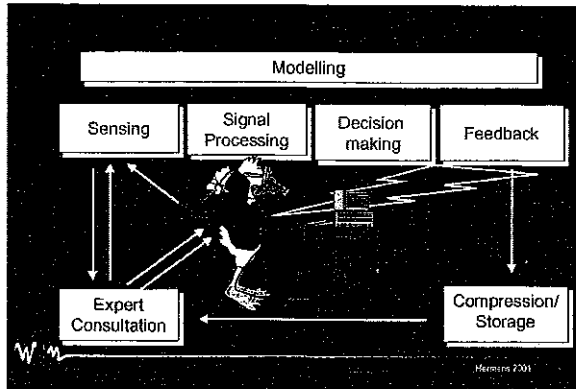 Modelling
Sensing
Signal
Processing
Decision
making
Feedback
Expert
Consultation
Compression/
Storage
Hermens 2001